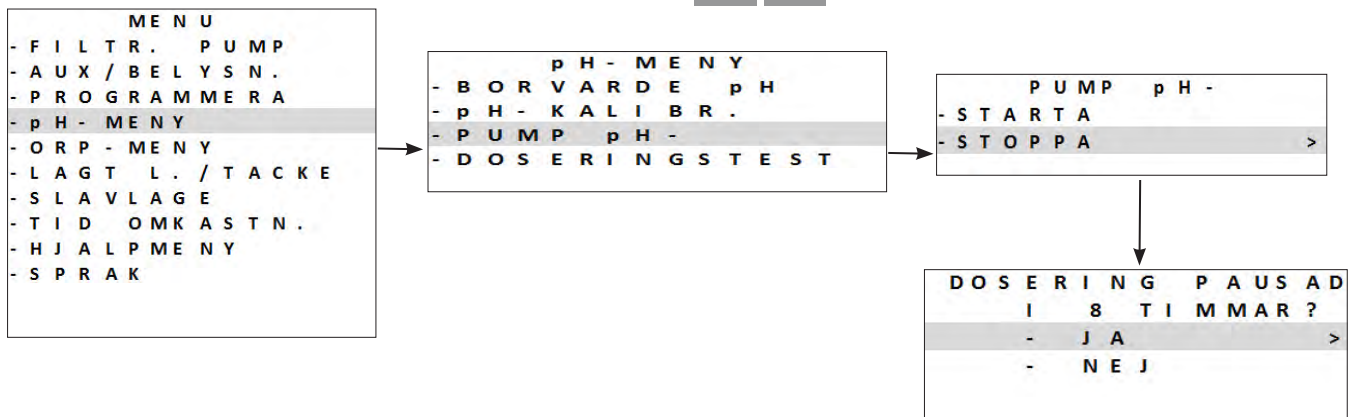 MENU
-FILTR. PUMP
-AUX/BELYSN.
-PROGRAMMERA
-pH-MENY
-ORP-MENY
-LAGT L./TACKE
-SLAVLAGE
-TID OMKASTN.
-HJALPMENY
-SPRAK
pH-MENY
-BORVARDE pH
-pH-KALIBR.
-PUMP pH-
-DOSERINGSTEST
PUMP pH-
-STARTA
-STOPPA >
DOSERING PAUSAD
I 8 TIMMAR?
- JA >
- NEJ